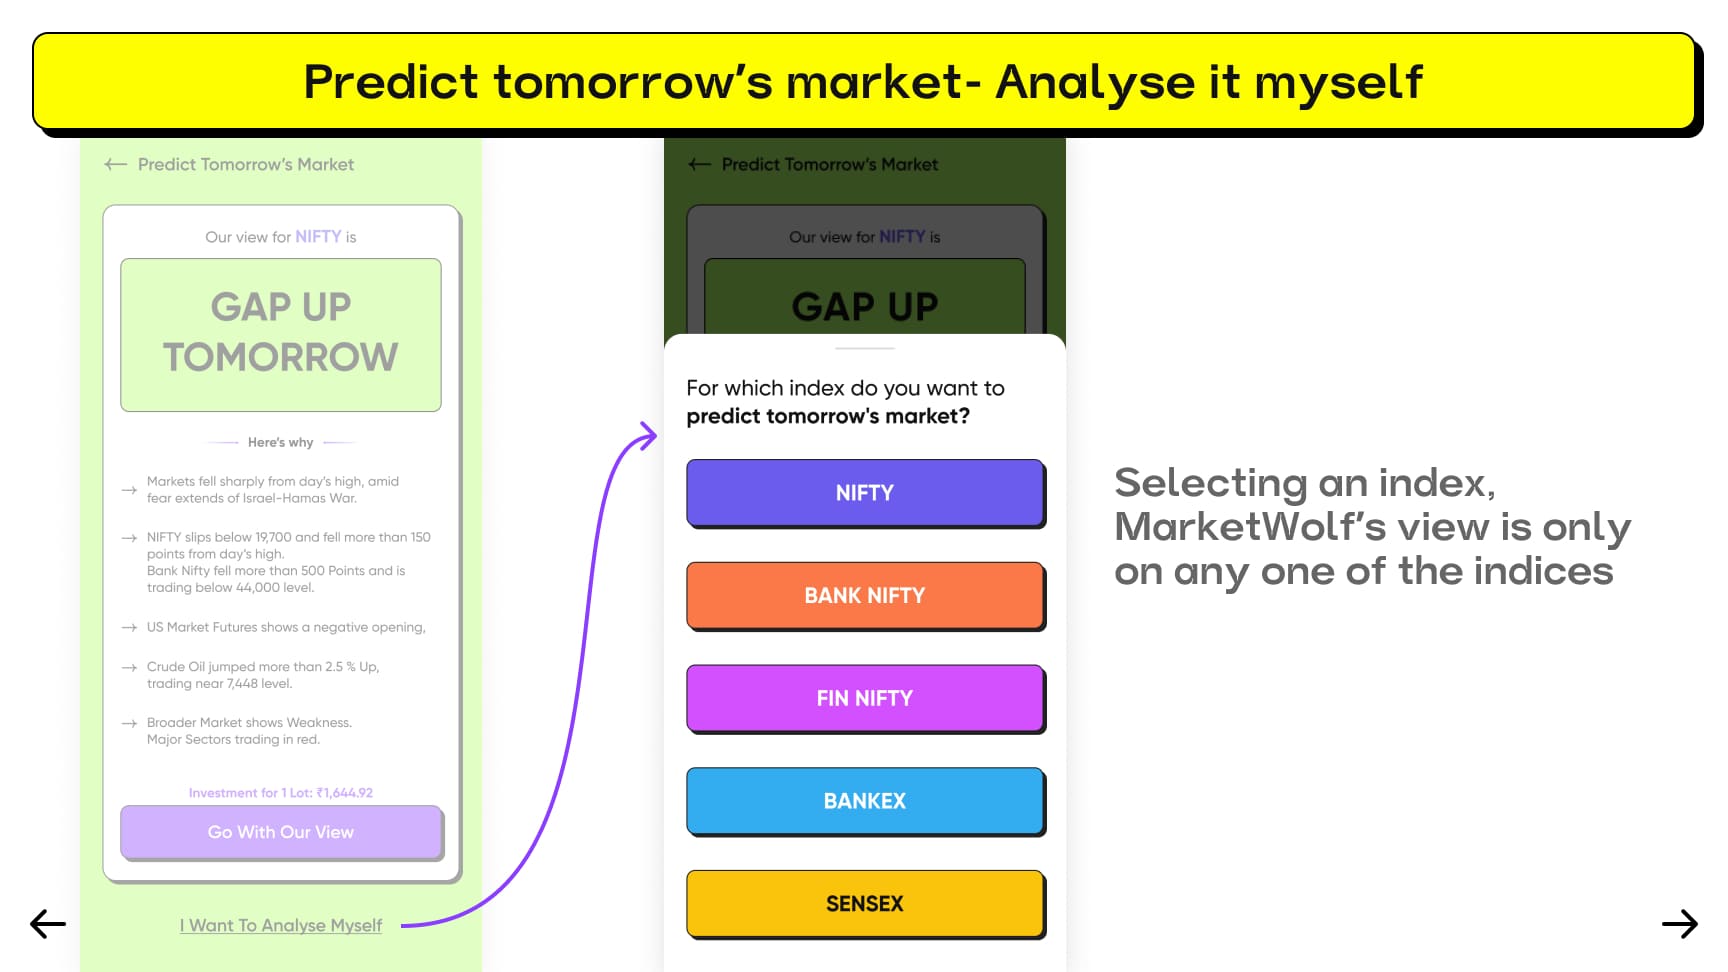 Predict tomorrow’s market- Analyse it myself
Predict Tomorrow’s Market
Our view for NIFTY is
GAP UP
TOMORROW
Here’s why
Markets fell sharply from day’s high, amid
fear extends of Israel-Hamas War.
NIFTY slips below 19,700 and fell more than 150
points from day’s high.
Bank Nifty fell more than 500 Points and is
trading below 44,000 level.
US Market Futures shows a negative opening,
Crude Oil jumped more than 2.5 % Up,
trading near 7,448 level.
Broader Market shows Weakness.
Major Sectors trading in red.
Investment for 1 Lot: ₹1,644.92
Go With Our View
I Want To Analyse Myself
Predict Tomorrow’s Market
Our view for NIFTY is
GAP UP
For which index do you want to
predict tomorrow's market?
NIFTY
BANK NIFTY
FIN NIFTY
BANKEX
SENSEX
Selecting an index,
MarketWolf’s view is only
on any one of the indices